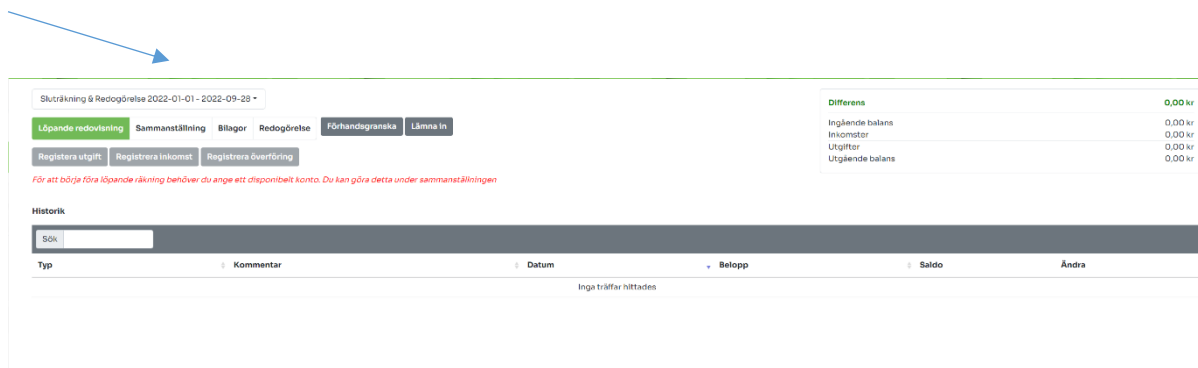 Sluträkning & Redogörelse 2022-01-01 - 2022-09-28
Löpande redovisning Sammanställning Bilagor Redogörelse Förhandsgranska Lämna in
Registera utgift Registrera inkomst Registrera överföring
För att börja föra löpande räkning behöver du ange ett disponibelt konto. Du kan göra detta under sammanställningen
Differens 0,00 kr
Ingående balans 0,00 kr
Inkomster 0,00 kr
Utgifter 0,00 kr
Utgående balans 0,00 kr
Historik
Sök
Typ Kommentar Datum Belopp Saldo Ändra
Inga träffar hittades